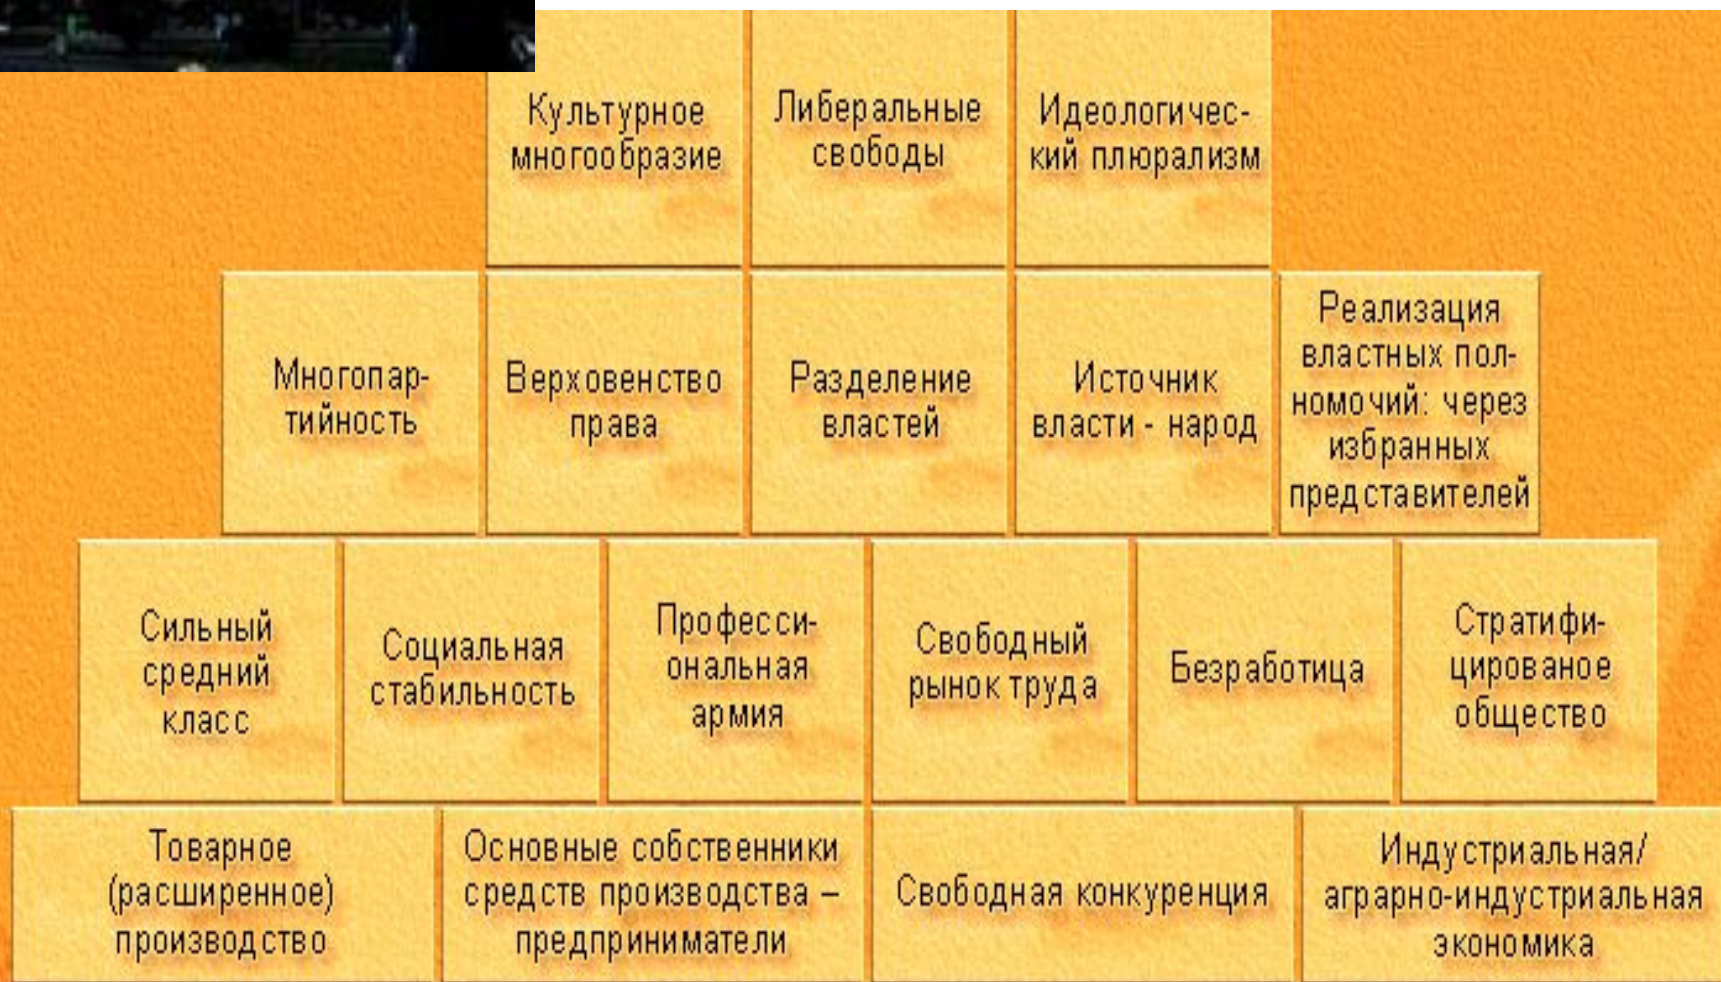 Культурное
многообразие
Либеральные
свободы
Идеологичес-
кий плюрализм
Многопар-
тийность
Верховенство
права
Разделение
властей
Источник
власти - народ
Реализация
властных пол-
номочий: через
избранных
представителей
Сильный
средний
класс
Социальная
стабильность
Професси-
ональная
армия
Свободный
рынок труда
Безработица
Стратифи-
цированое
общество
Товарное
(расширенное)
производство
Основные собственники
средств производства –
предприниматели
Свободная конкуренция
Индустриальная/
аграрно-индустриальная
экономика